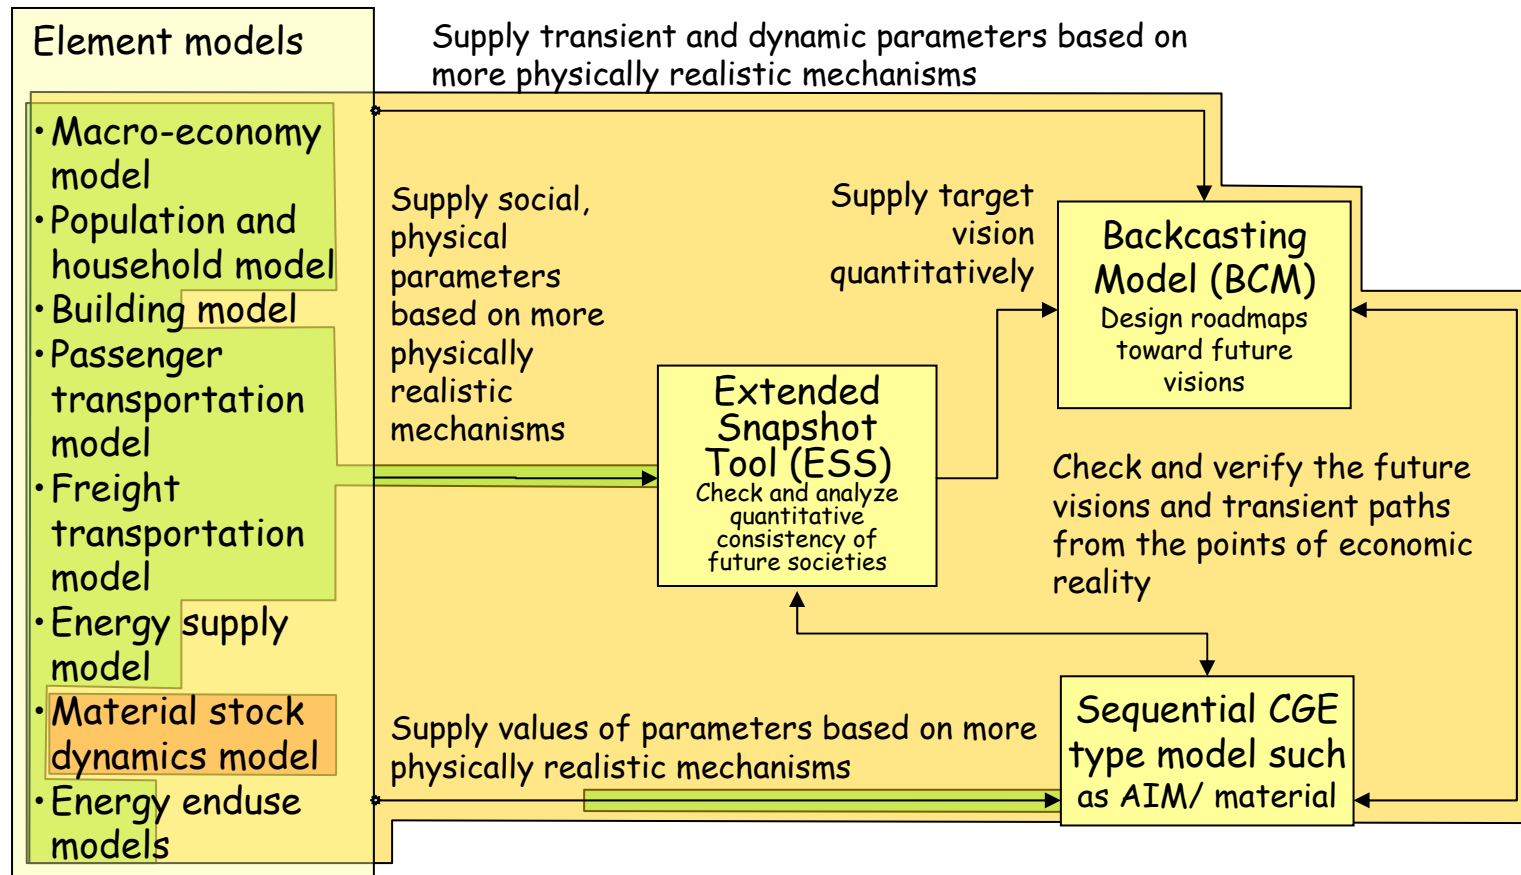 Element models
・Macro-economy
model
・Population and
household model
・Building model
・Passenger
transportation
model
・Freight
transportation
model
・Energy supply
model
・Material stock
dynamics model
・Energy enduse
models
Supply transient and dynamic parameters based on
more physically realistic mechanisms
Supply social,
physical
parameters
based on more
physically
realistic
mechanisms
Supply target
vision
quantitatively
Backcasting
Model (BCM)
Design roadmaps
toward future
visions
Extended
Snapshot
Tool (ESS)
Check and analyze
quantitative
consistency of
future societies
Check and verify the future
visions and transient paths
from the points of economic
reality
Supply values of parameters based on more
physically realistic mechanisms
Sequential CGE
type model such
as AIM/ material